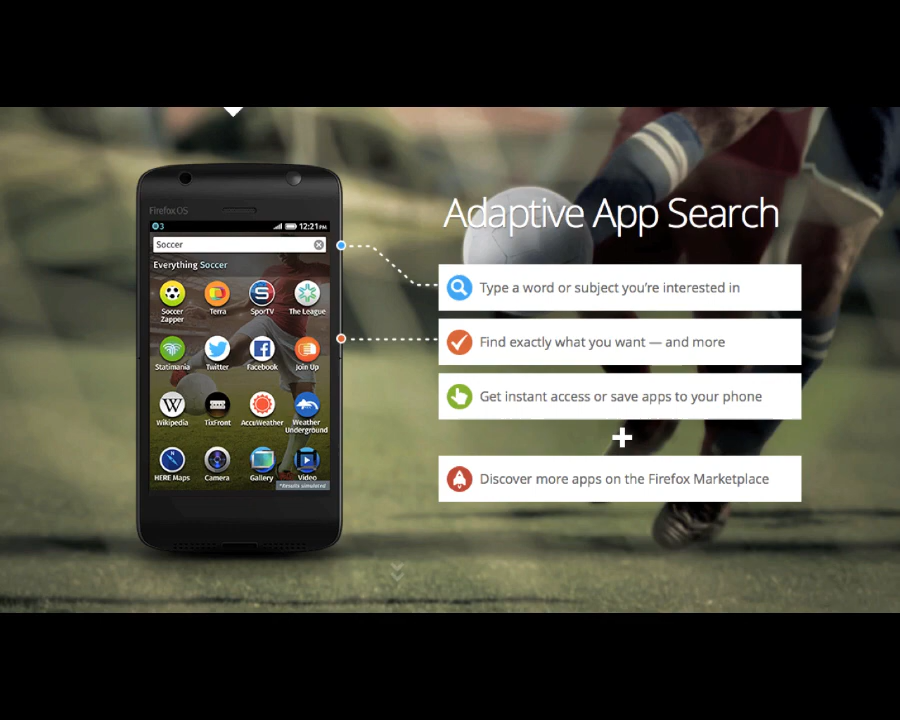 Firefox OS
3
12:21PM
Soccer
Everything Soccer
Soccer Zapper
Terra
SporTV
The League
Statimania
Twitter
Facebook
Join Up
W
Wikipedia
TixFront
AccuWeather
Weather Underground
HERE Maps
Camera
Gallery
Video
*Results simulated
Adaptive App Search
Type a word or subject you're interested in
Find exactly what you want — and more
Get instant access or save apps to your phone
+
Discover more apps on the Firefox Marketplace